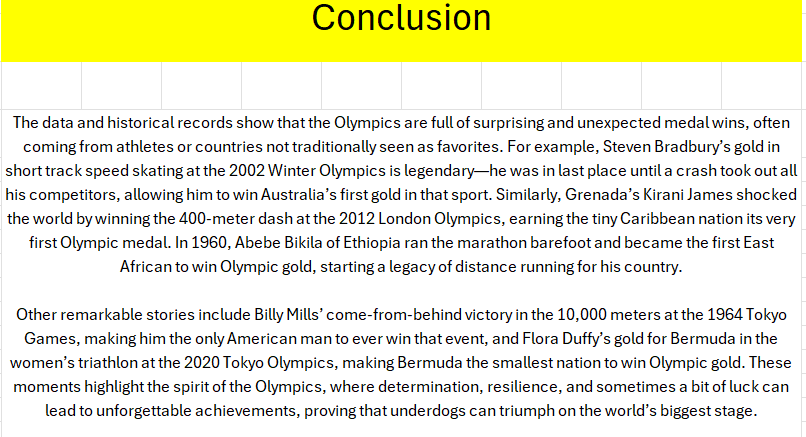 Conclusion
The data and historical records show that the Olympics are full of surprising and unexpected medal wins, often
coming from athletes or countries not traditionally seen as favorites. For example, Steven Bradbury’s gold in
short track speed skating at the 2002 Winter Olympics is legendary—he was in last place until a crash took out all
his competitors, allowing him to win Australia’s first gold in that sport. Similarly, Grenada’s Kirani James shocked
the world by winning the 400-meter dash at the 2012 London Olympics, earning the tiny Caribbean nation its very
first Olympic medal. In 1960, Abebe Bikila of Ethiopia ran the marathon barefoot and became the first East
African to win Olympic gold, starting a legacy of distance running for his country.
Other remarkable stories include Billy Mills’ come-from-behind victory in the 10,000 meters at the 1964 Tokyo
Games, making him the only American man to ever win that event, and Flora Duffy’s gold for Bermuda in the
women’s triathlon at the 2020 Tokyo Olympics, making Bermuda the smallest nation to win Olympic gold. These
moments highlight the spirit of the Olympics, where determination, resilience, and sometimes a bit of luck can
lead to unforgettable achievements, proving that underdogs can triumph on the world’s biggest stage.